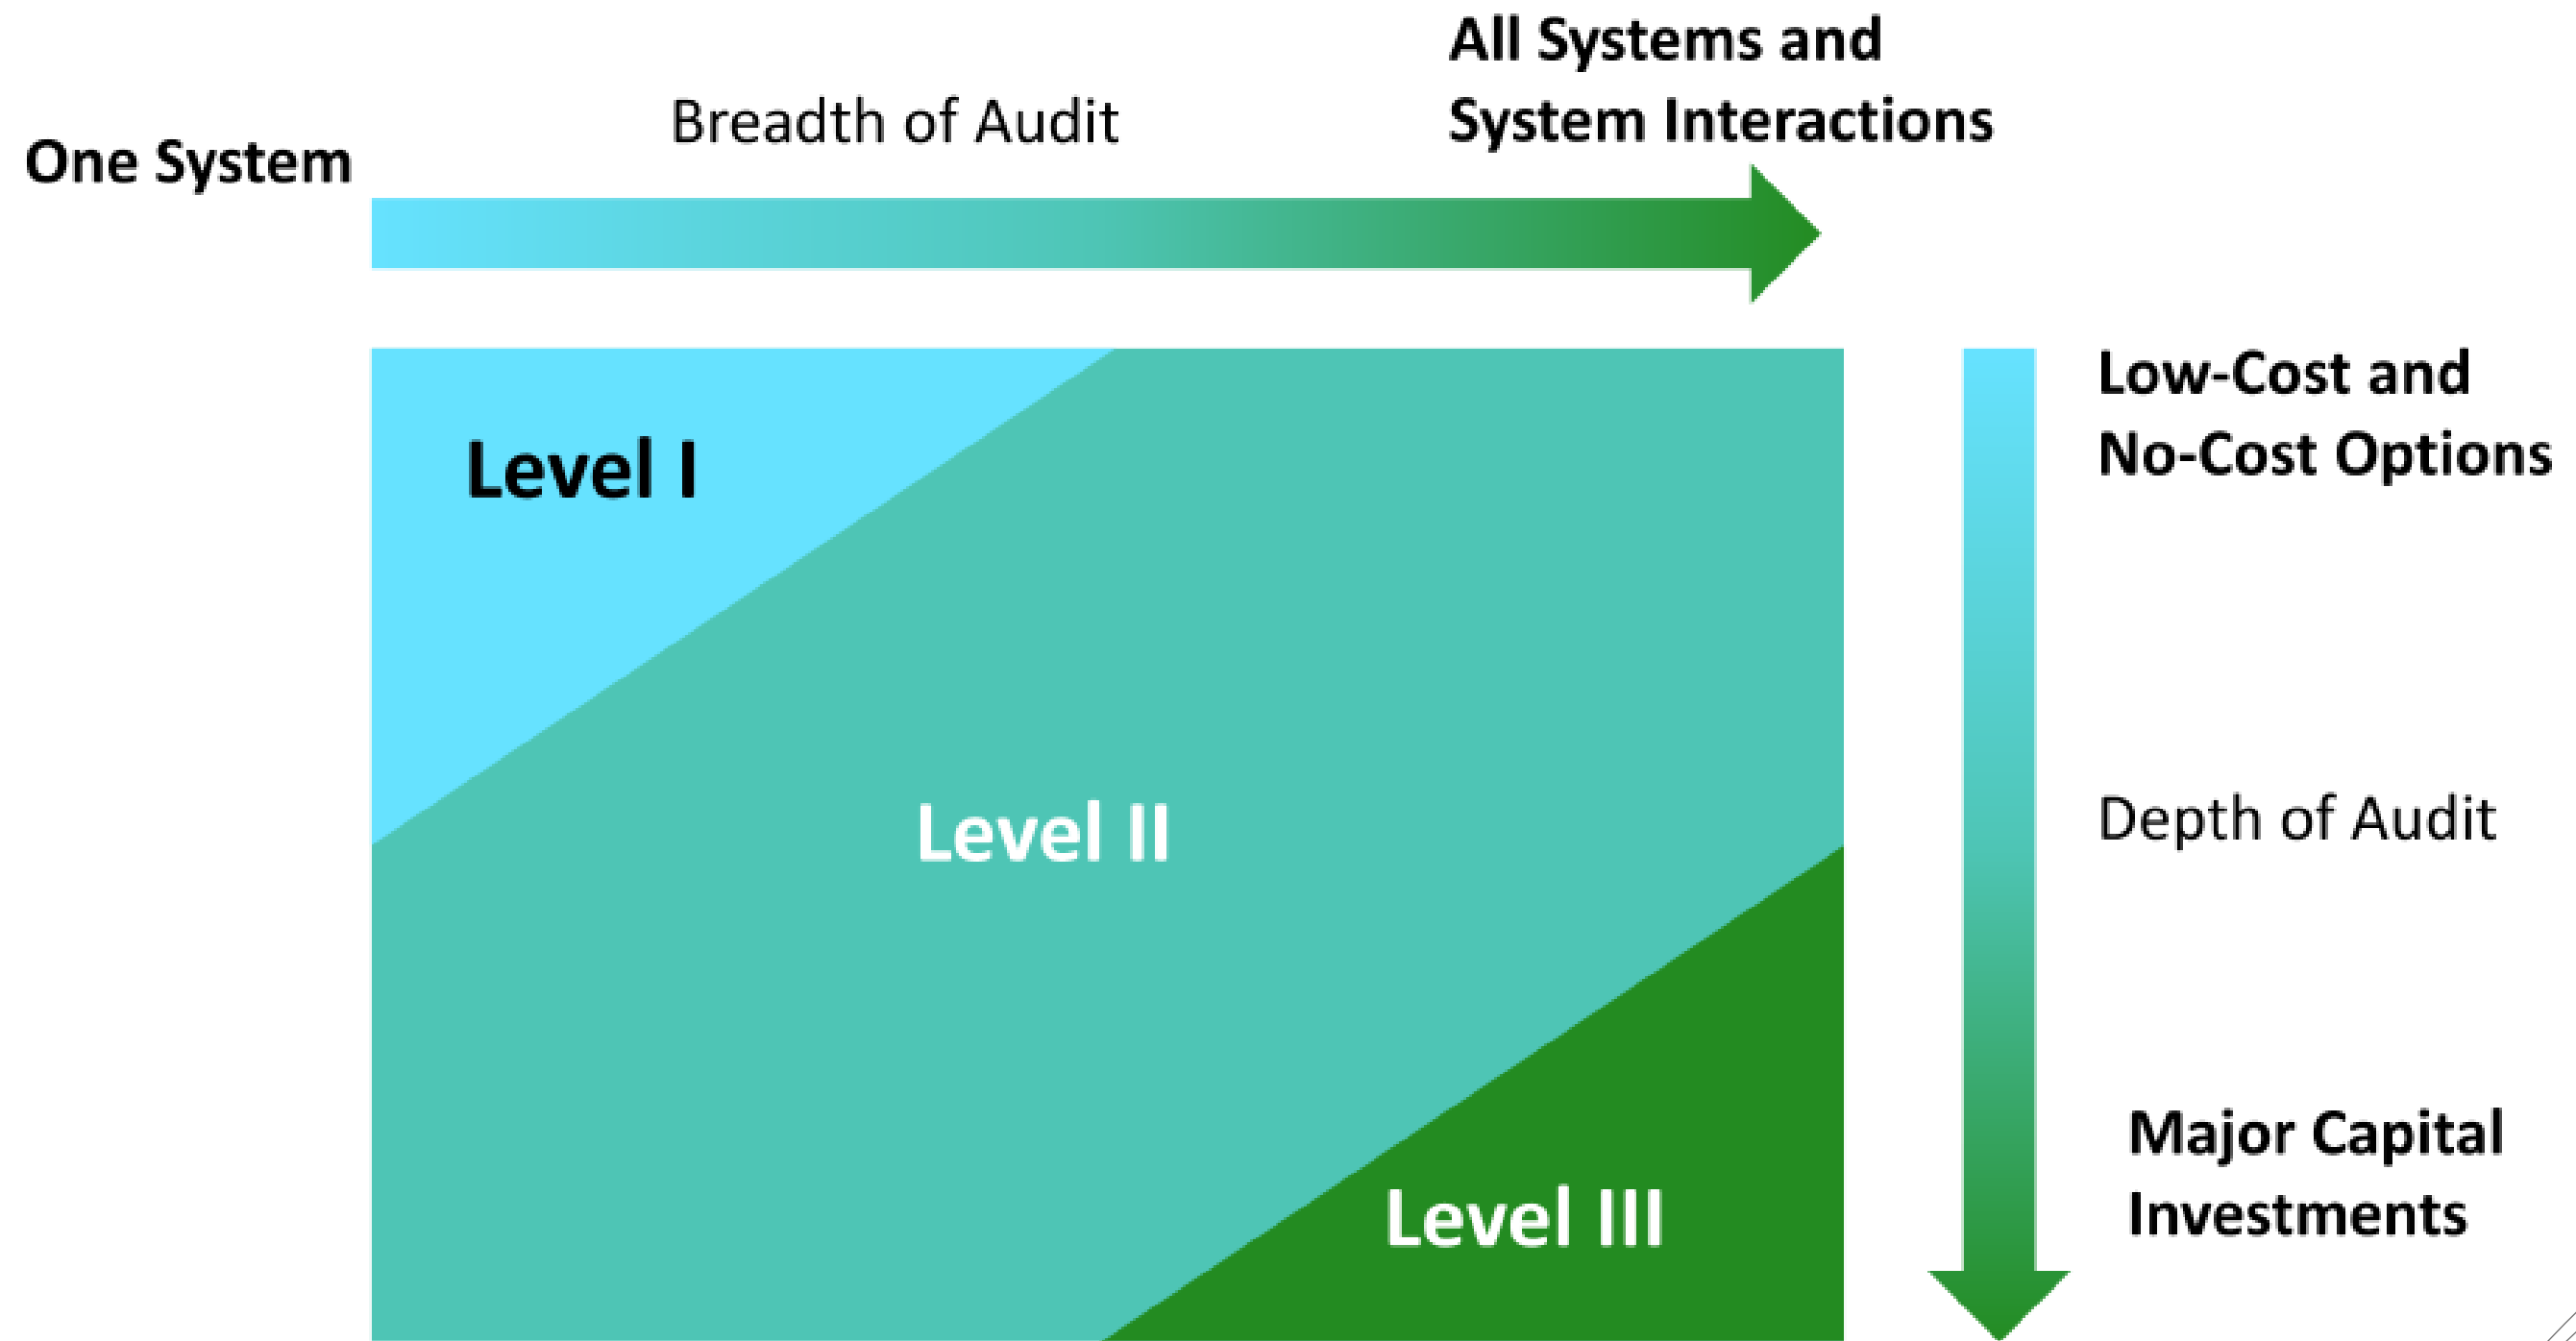 All Systems and
System Interactions
Breadth of Audit
One System
Low-Cost and
No-Cost Options
Level I
Level II
Depth of Audit
Major Capital
Investments
Level III